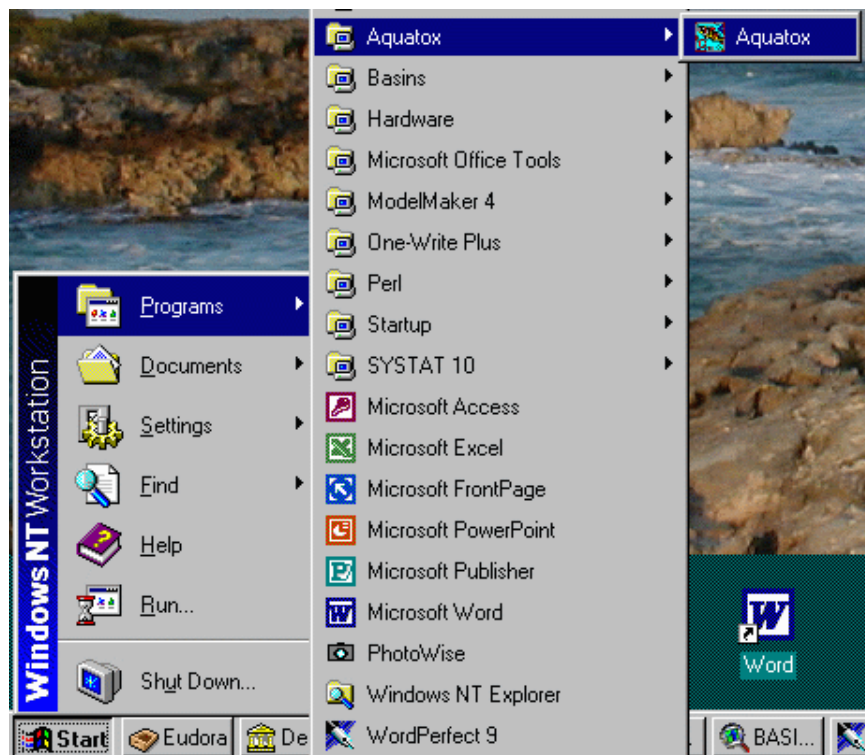 Aquatox
Aquatox
Basins
Hardware
Microsoft Office Tools
ModelMaker 4
One-Write Plus
Perl
Startup
SYSTAT 10
Microsoft Access
Microsoft Excel
Microsoft FrontPage
Microsoft PowerPoint
Microsoft Publisher
Microsoft Word
PhotoWise
Windows NT Explorer
WordPerfect 9
Windows NT Workstation
Programs
Documents
Settings
Find
Help
Run...
Shut Down...
Word
Start
Eudora
De
BASI...